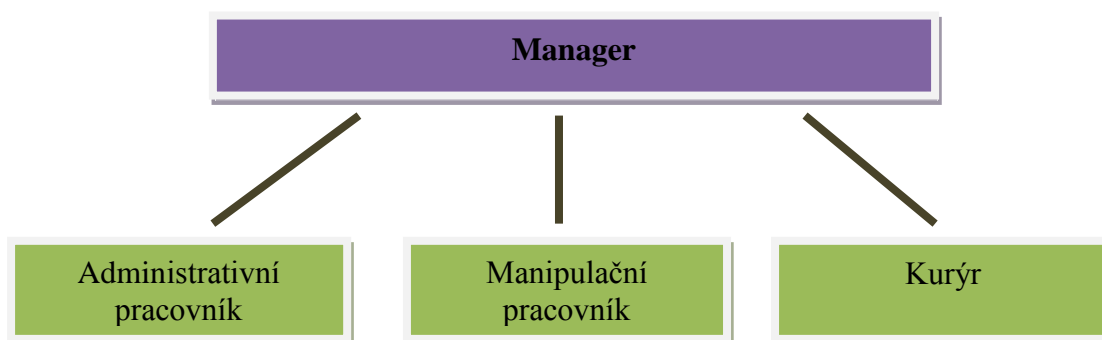 Manager
Administrativní
pracovník
Manipulační
pracovník
Kurýr